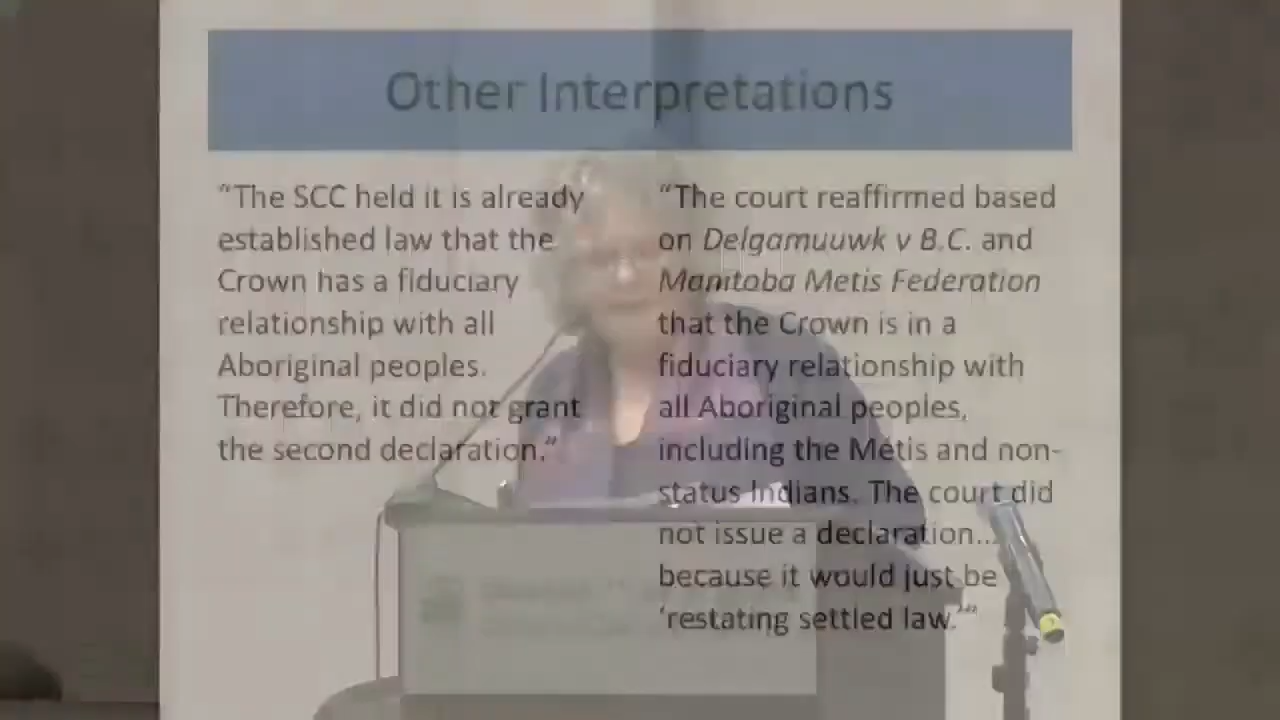 Other Interpretations
“The SCC held it is already
established law that the
Crown has a fiduciary
relationship with all
Aboriginal peoples.
Therefore, it did not grant
the second declaration.”
“The court reaffirmed based
on Delgamuuwk v B.C. and
Manitoba Metis Federation
that the Crown is in a
fiduciary relationship with
all Aboriginal peoples,
including the Métis and non-
status Indians. The court did
not issue a declaration...
because it would just be
‘restating settled law.’”